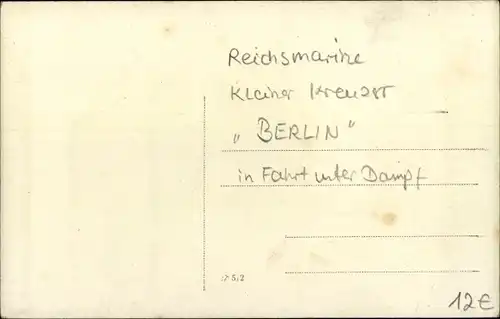 Reichsmarine
Kleiner Kreuzer
„BERLIN"
in Fahrt unter Dampf
12€